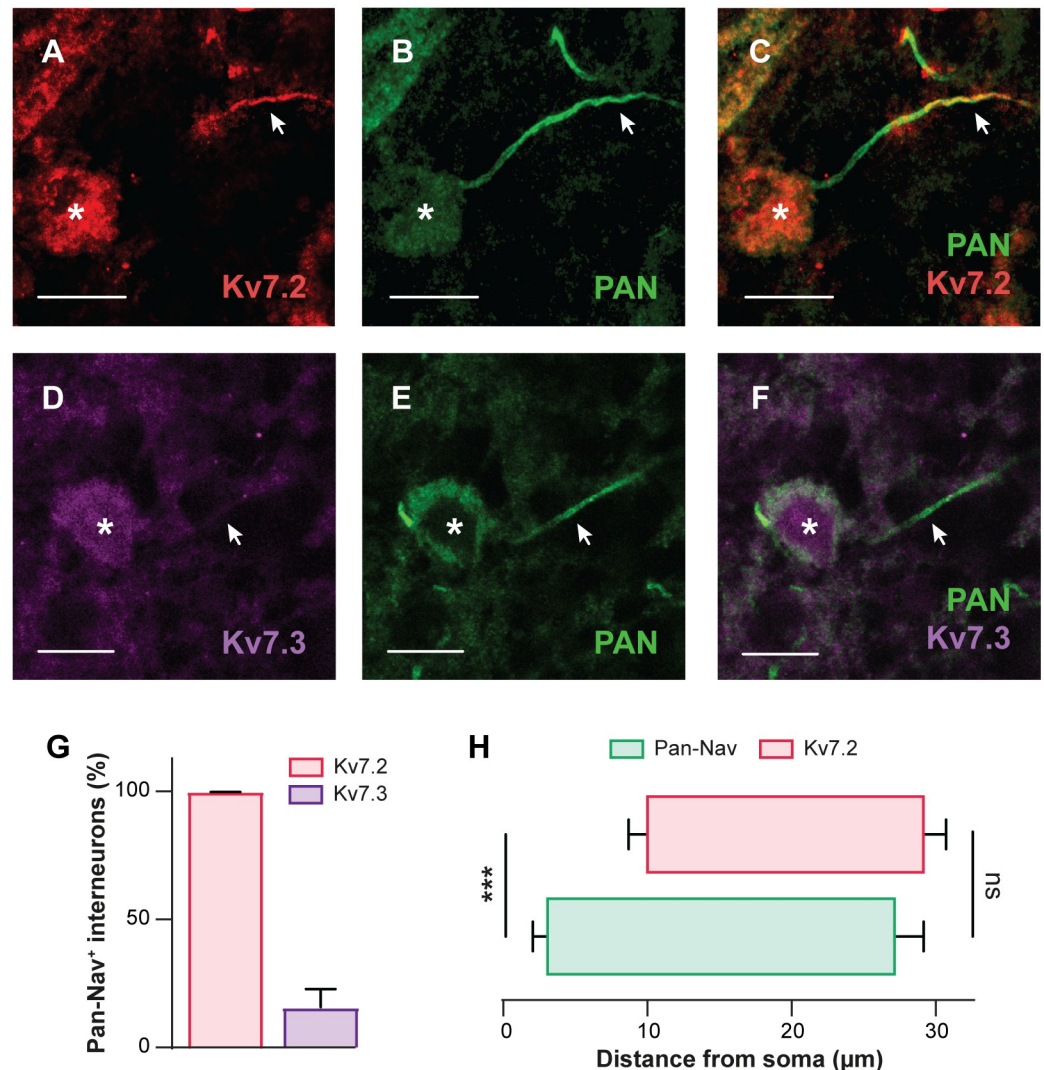 A
*
Kv7.2
B
*
PAN
C
*
PAN
Kv7.2
D
*
Kv7.3
E
*
PAN
F
*
PAN
Kv7.3
G
Pan-Nav⁺ interneurons (%)
100
50
0
Kv7.2
Kv7.3
H
Pan-Nav
Kv7.2
***
ns
0 10 20 30
Distance from soma (µm)